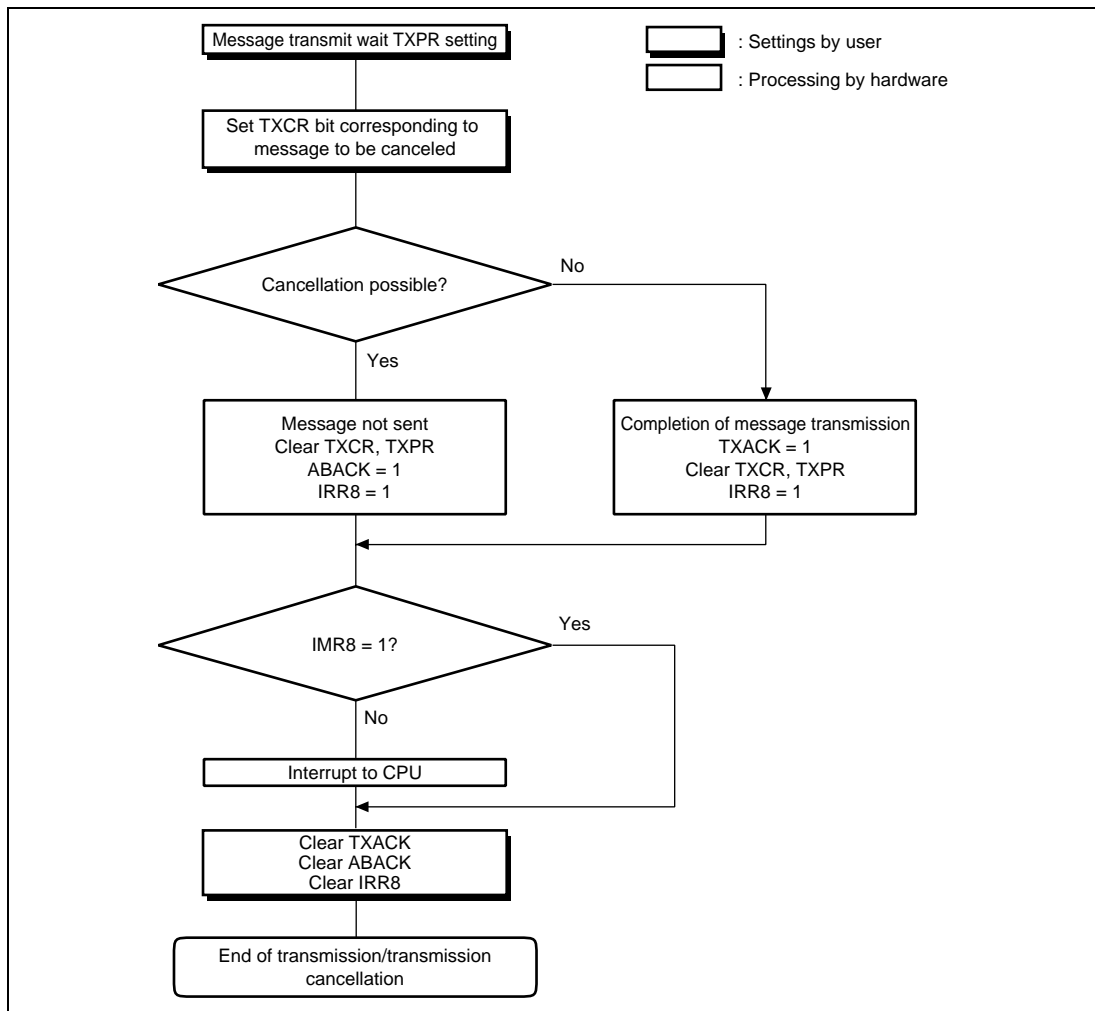 Message transmit wait TXPR setting
: Settings by user
: Processing by hardware
Set TXCR bit corresponding to
message to be canceled
Cancellation possible?
No
Yes
Message not sent
Clear TXCR, TXPR
ABACK = 1
IRR8 = 1
Completion of message transmission
TXACK = 1
Clear TXCR, TXPR
IRR8 = 1
IMR8 = 1?
Yes
No
Interrupt to CPU
Clear TXACK
Clear ABACK
Clear IRR8
End of transmission/transmission
cancellation